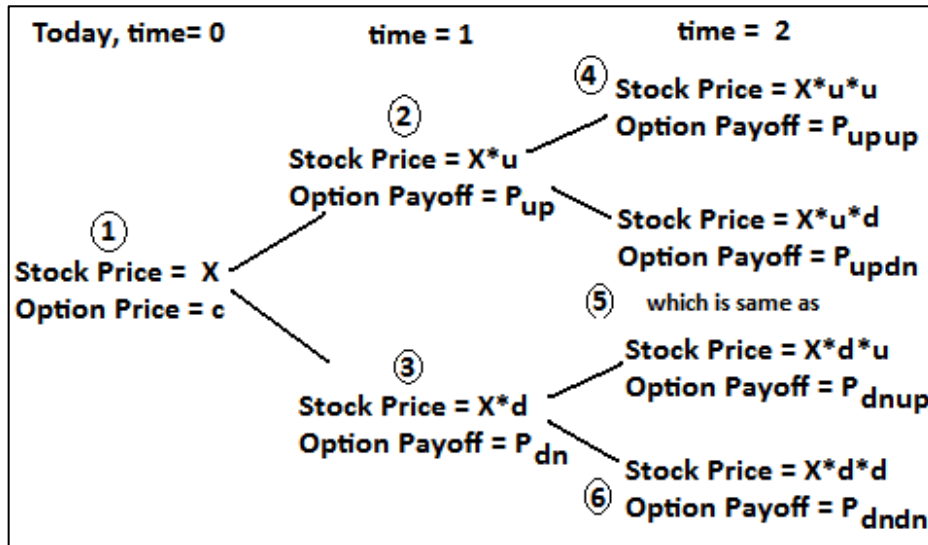 Today, time= 0
time = 1
time = 2
1
Stock Price = X
Option Price = c
2
Stock Price = X*u
Option Payoff = Pup
3
Stock Price = X*d
Option Payoff = Pdn
4
Stock Price = X*u*u
Option Payoff = Pupup
Stock Price = X*u*d
Option Payoff = Pupdn
5
which is same as
Stock Price = X*d*u
Option Payoff = Pdnup
6
Stock Price = X*d*d
Option Payoff = Pdndn